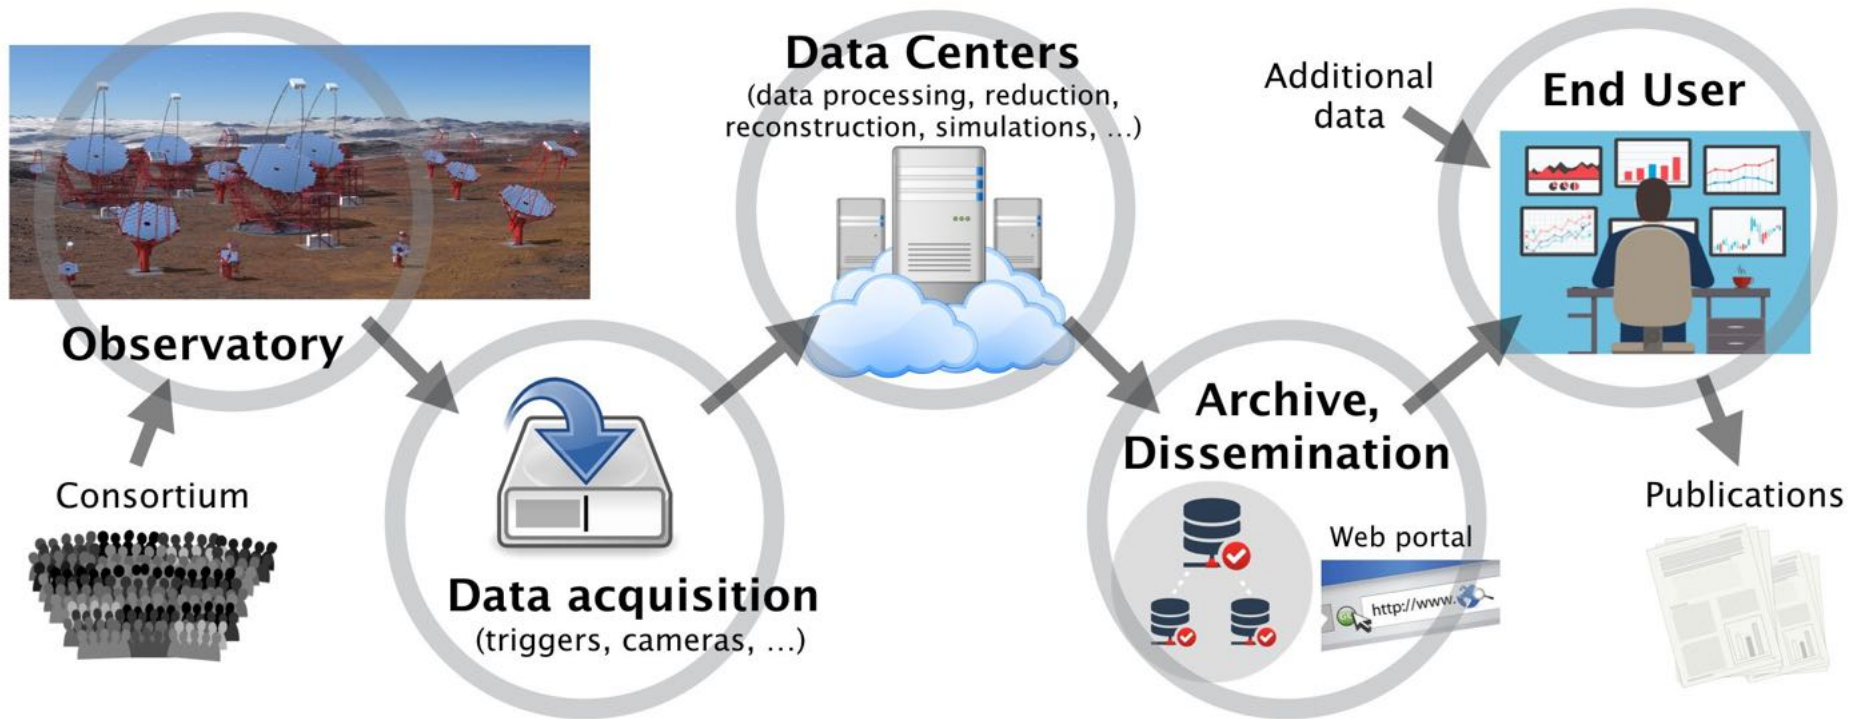 Observatory
Consortium
Data acquisition
(triggers, cameras, ...)
Data Centers
(data processing, reduction,
reconstruction, simulations, ...)
Archive,
Dissemination
Web portal
http://www.
Additional
data
End User
Publications